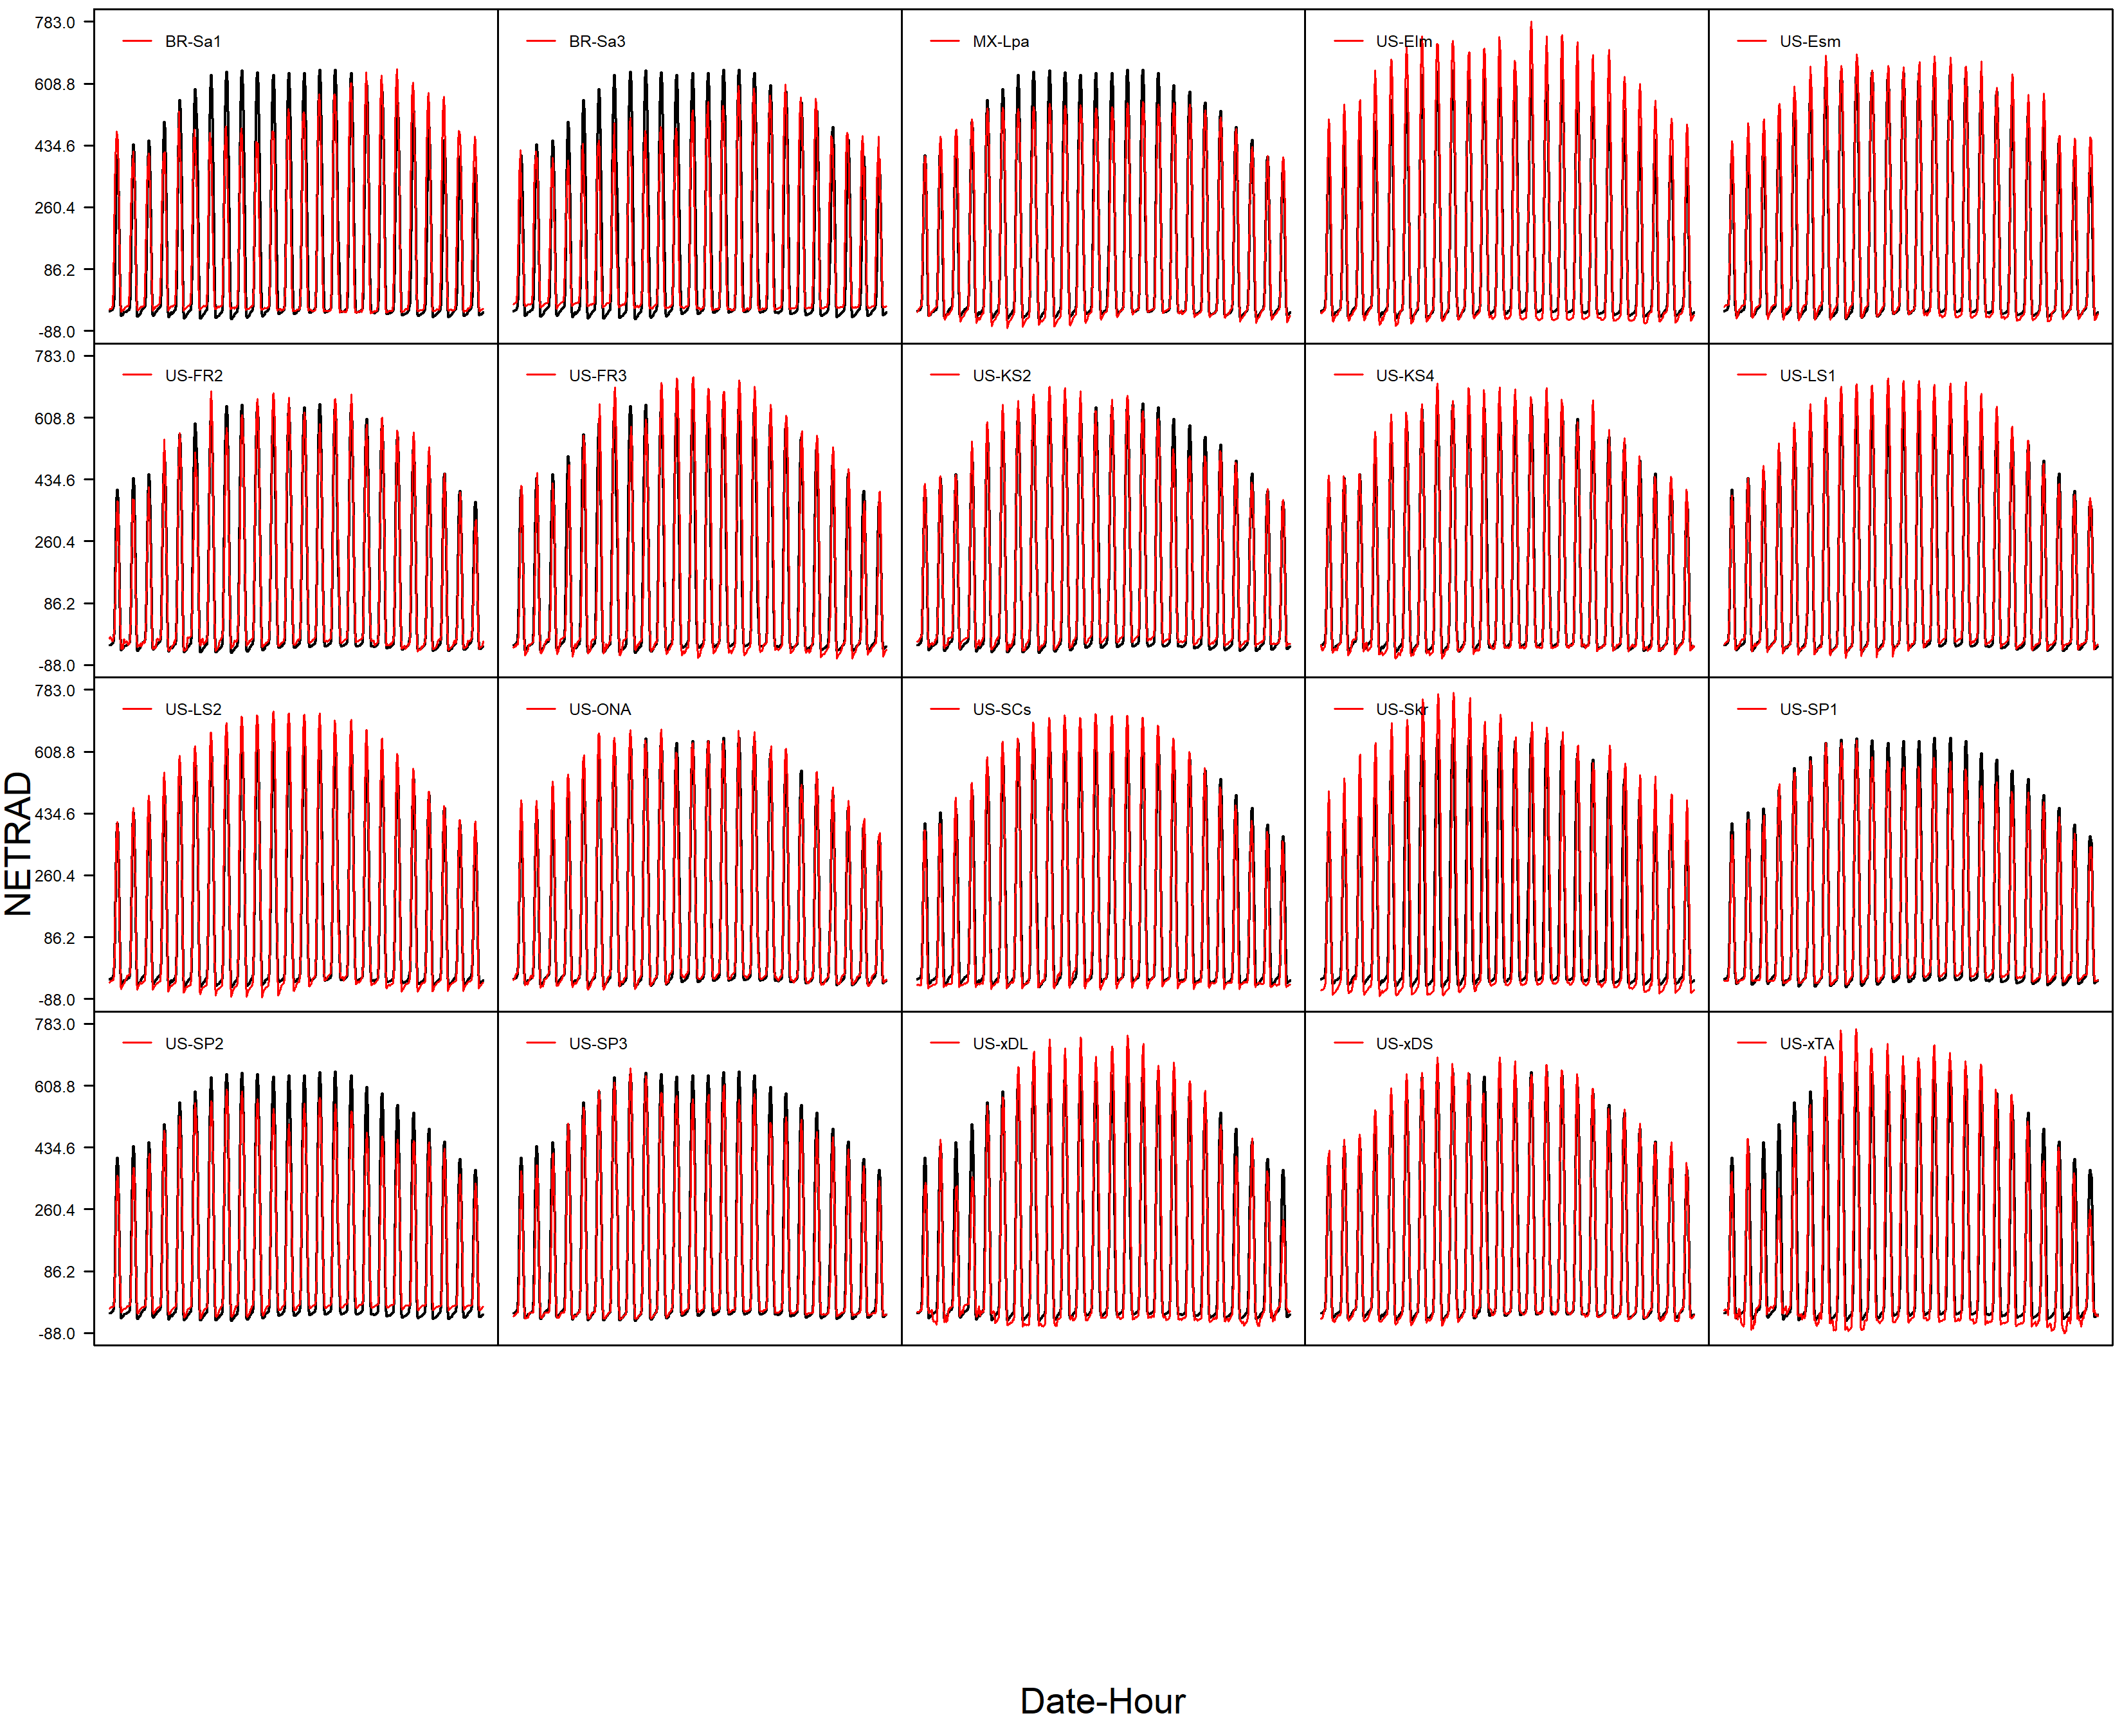 783.0
608.8
434.6
260.4
86.2
-88.0
BR-Sa1
BR-Sa3
MX-Lpa
US-Elm
US-Esm
783.0
608.8
434.6
260.4
86.2
-88.0
US-FR2
US-FR3
US-KS2
US-KS4
US-LS1
783.0
608.8
434.6
260.4
86.2
-88.0
US-LS2
US-ONA
US-SCs
US-Skr
US-SP1
783.0
608.8
434.6
260.4
86.2
-88.0
US-SP2
US-SP3
US-xDL
US-xDS
US-xTA
NETRAD
Date-Hour